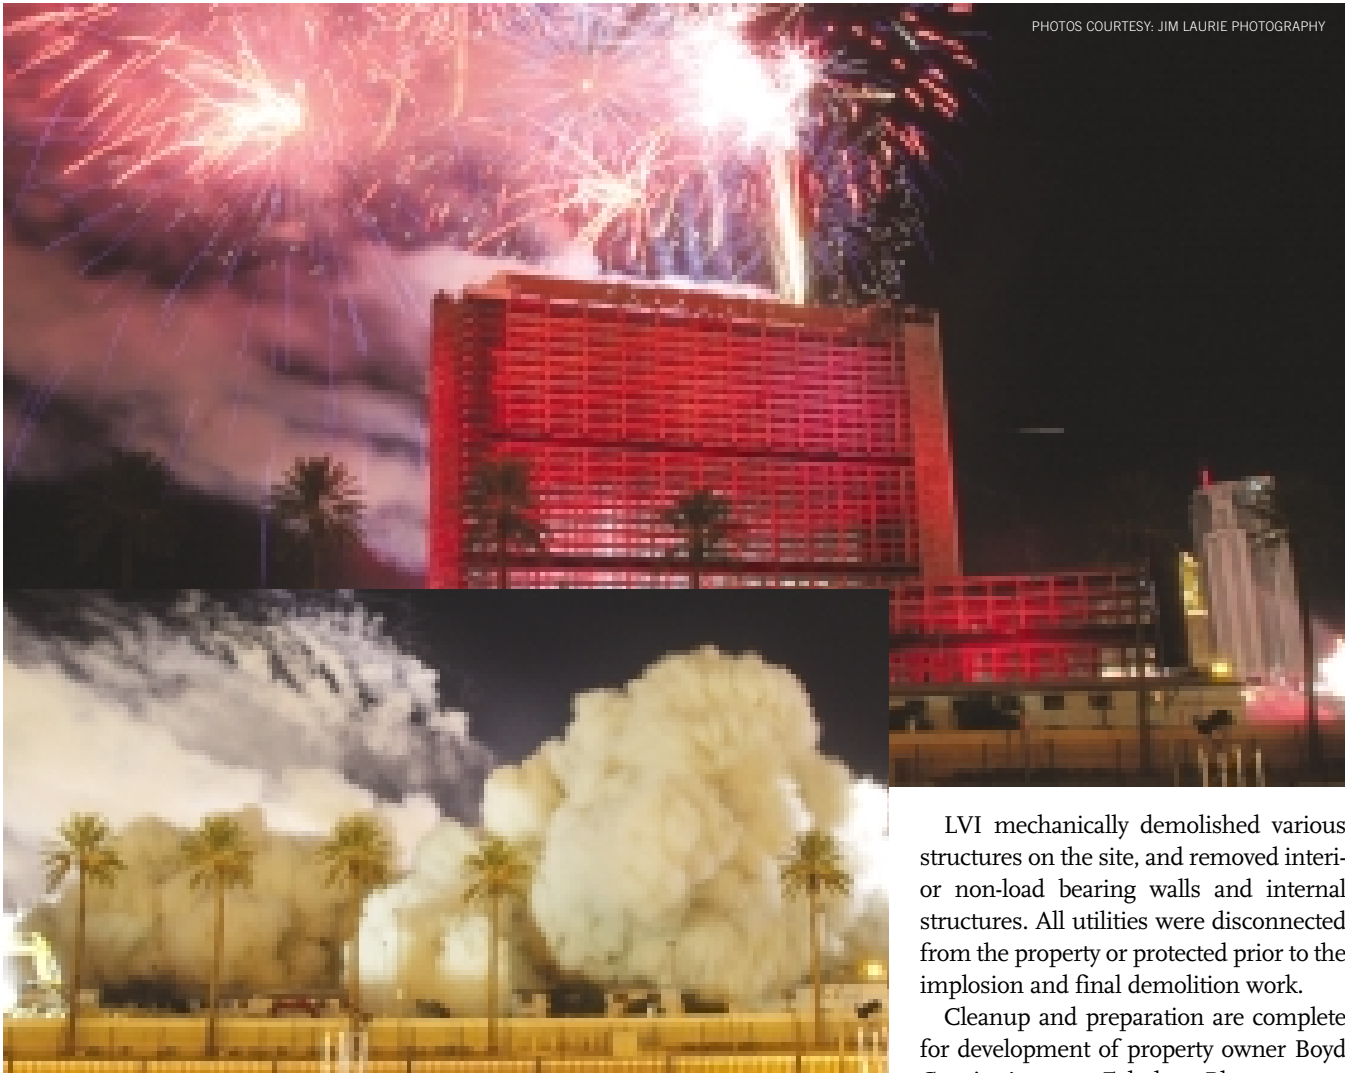 PHOTOS COURTESY: JIM LAURIE PHOTOGRAPHY
LVI mechanically demolished various
structures on the site, and removed interi-
or non-load bearing walls and internal
structures. All utilities were disconnected
from the property or protected prior to the
implosion and final demolition work.
Cleanup and preparation are complete
for development of property owner Boyd